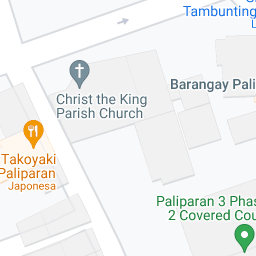 Tambunting
Christ the King
Parish Church
Barangay Pali
Takoyaki
Paliparan
Japonesa
Paliparan 3 Phas
2 Covered Cou